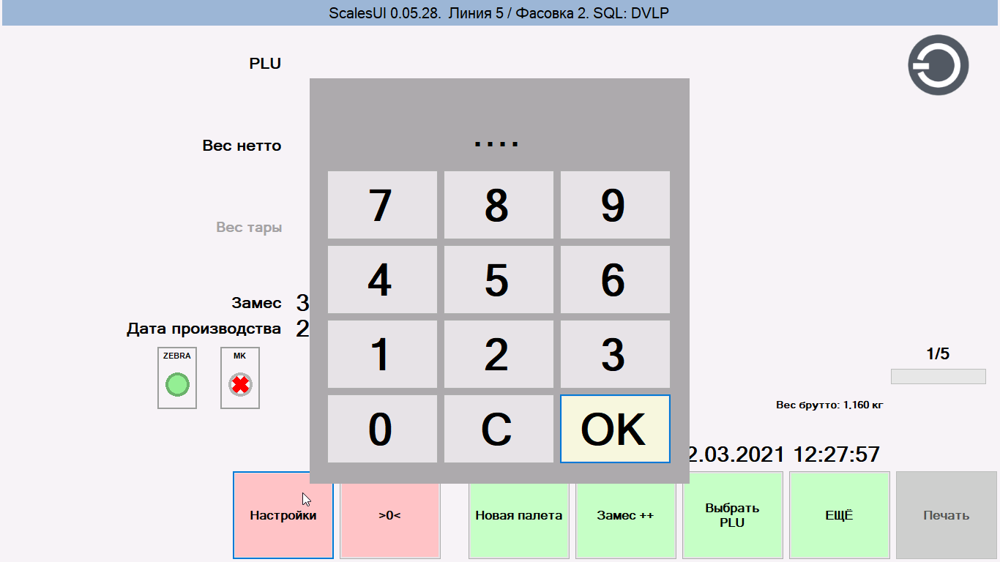 ScalesUI 0.05.28. Линия 5 / Фасовка 2. SQL: DVLP
PLU
Вес нетто
....
7 8 9
Вес тары
4 5 6
Замес 3
Дата производства 2
1 2 3
ZEBRA MK
1/5
Вес брутто: 1,160 кг
0 C OK
2.03.2021 12:27:57
Настройки
>0<
Новая палета
Замес ++
Выбрать
PLU
ЕЩЁ
Печать